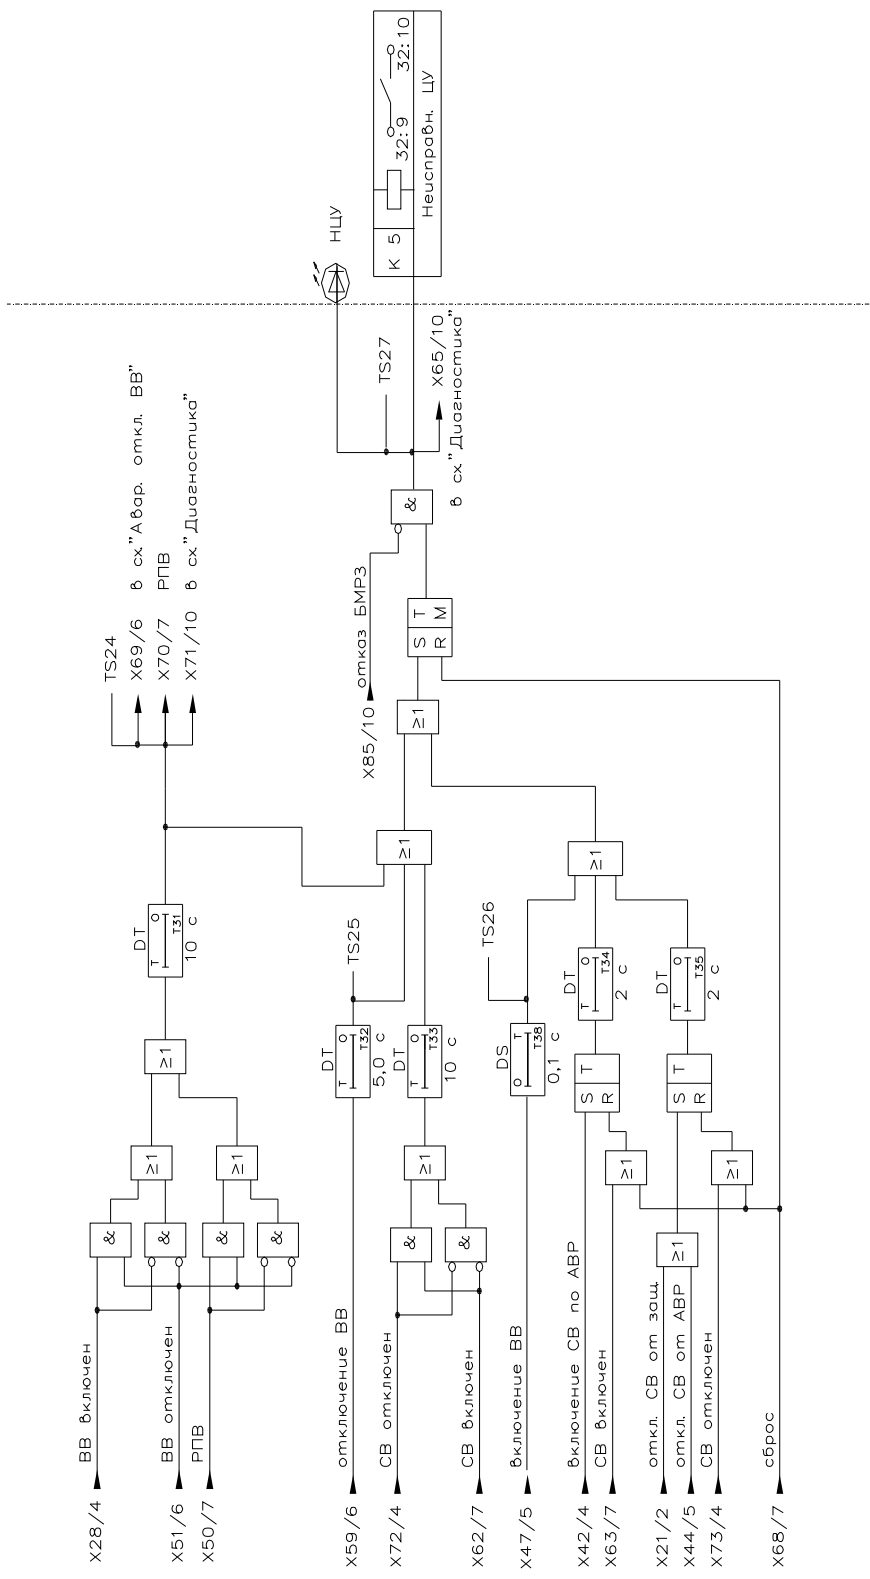 X28/4 ВВ включен
X51/6 ВВ отключен
X50/7 РПВ
&
&
&
&
≥1
≥1
≥1
DT
T O
T31
10 с
TS24
X69/6 в сх."Авар. откл. ВВ"
X70/7 РПВ
X71/10 в сх."Диагностика"
X59/6 отключение ВВ
DT
T O
T32
5,0 с
TS25
X72/4 СВ отключен
X62/7 СВ включен
&
&
≥1
DT
T O
T33
10 с
≥1
X47/5 включение ВВ
DS
O T
T38
0,1 с
TS26
X42/4 включение СВ по АВР
X63/7 СВ включен
≥1
S T
R
DT
T O
T34
2 с
X21/2 откл. СВ от защ.
X44/5 откл. СВ от АВР
≥1
X73/4 СВ отключен
≥1
S T
R
DT
T O
T35
2 с
≥1
X68/7 сброс
≥1
S T
R M
X85/10 отказ БМРЗ
&
TS27
X65/10
в сх."Диагностика"
НЦУ
К 5
32:9 32:10
Неисправн. ЦУ